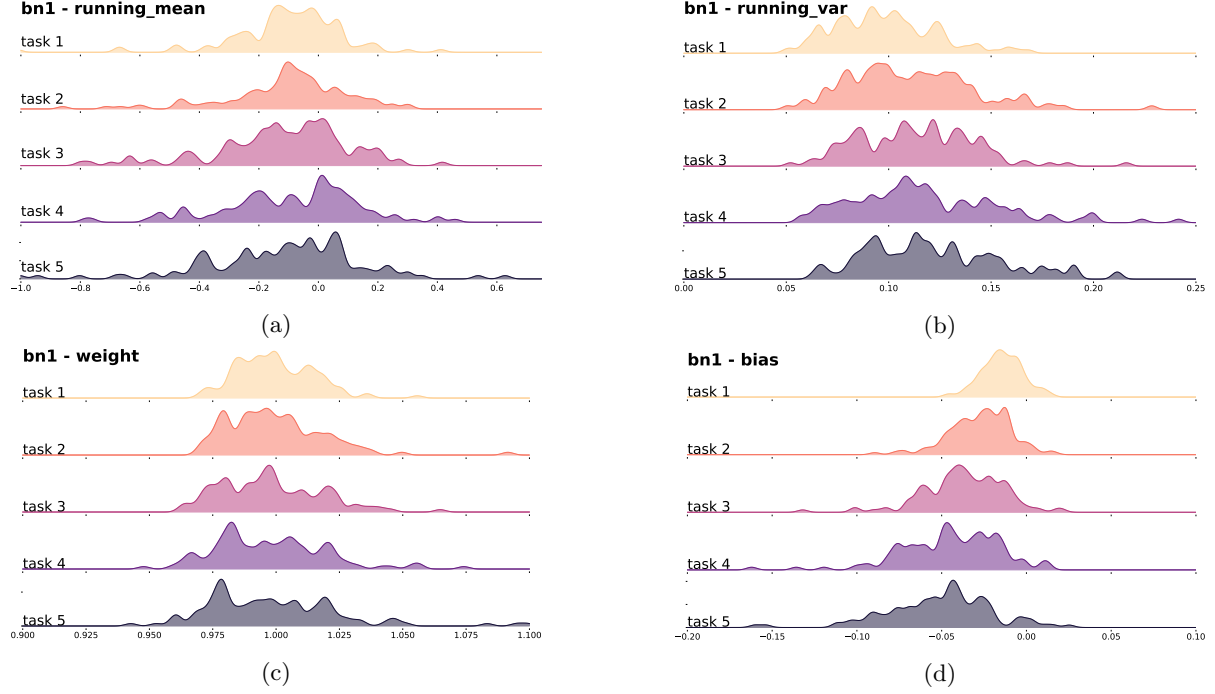 bn1 - running_mean
task 1
task 2
task 3
task 4
task 5
−1.0 −0.8 −0.6 −0.4 −0.2 0.0 0.2 0.4 0.6
(a)
bn1 - running_var
task 1
task 2
task 3
task 4
task 5
0.00 0.05 0.10 0.15 0.20 0.25
(b)
bn1 - weight
task 1
task 2
task 3
task 4
task 5
0.900 0.925 0.950 0.975 1.000 1.025 1.050 1.075 1.100
(c)
bn1 - bias
task 1
task 2
task 3
task 4
task 5
−0.20 −0.15 −0.10 −0.05 0.00 0.05 0.10
(d)